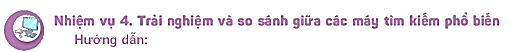 Nhiệm vụ 4. Trải nghiệm và so sánh giữa các máy tìm kiếm phổ biến
Hướng dẫn: